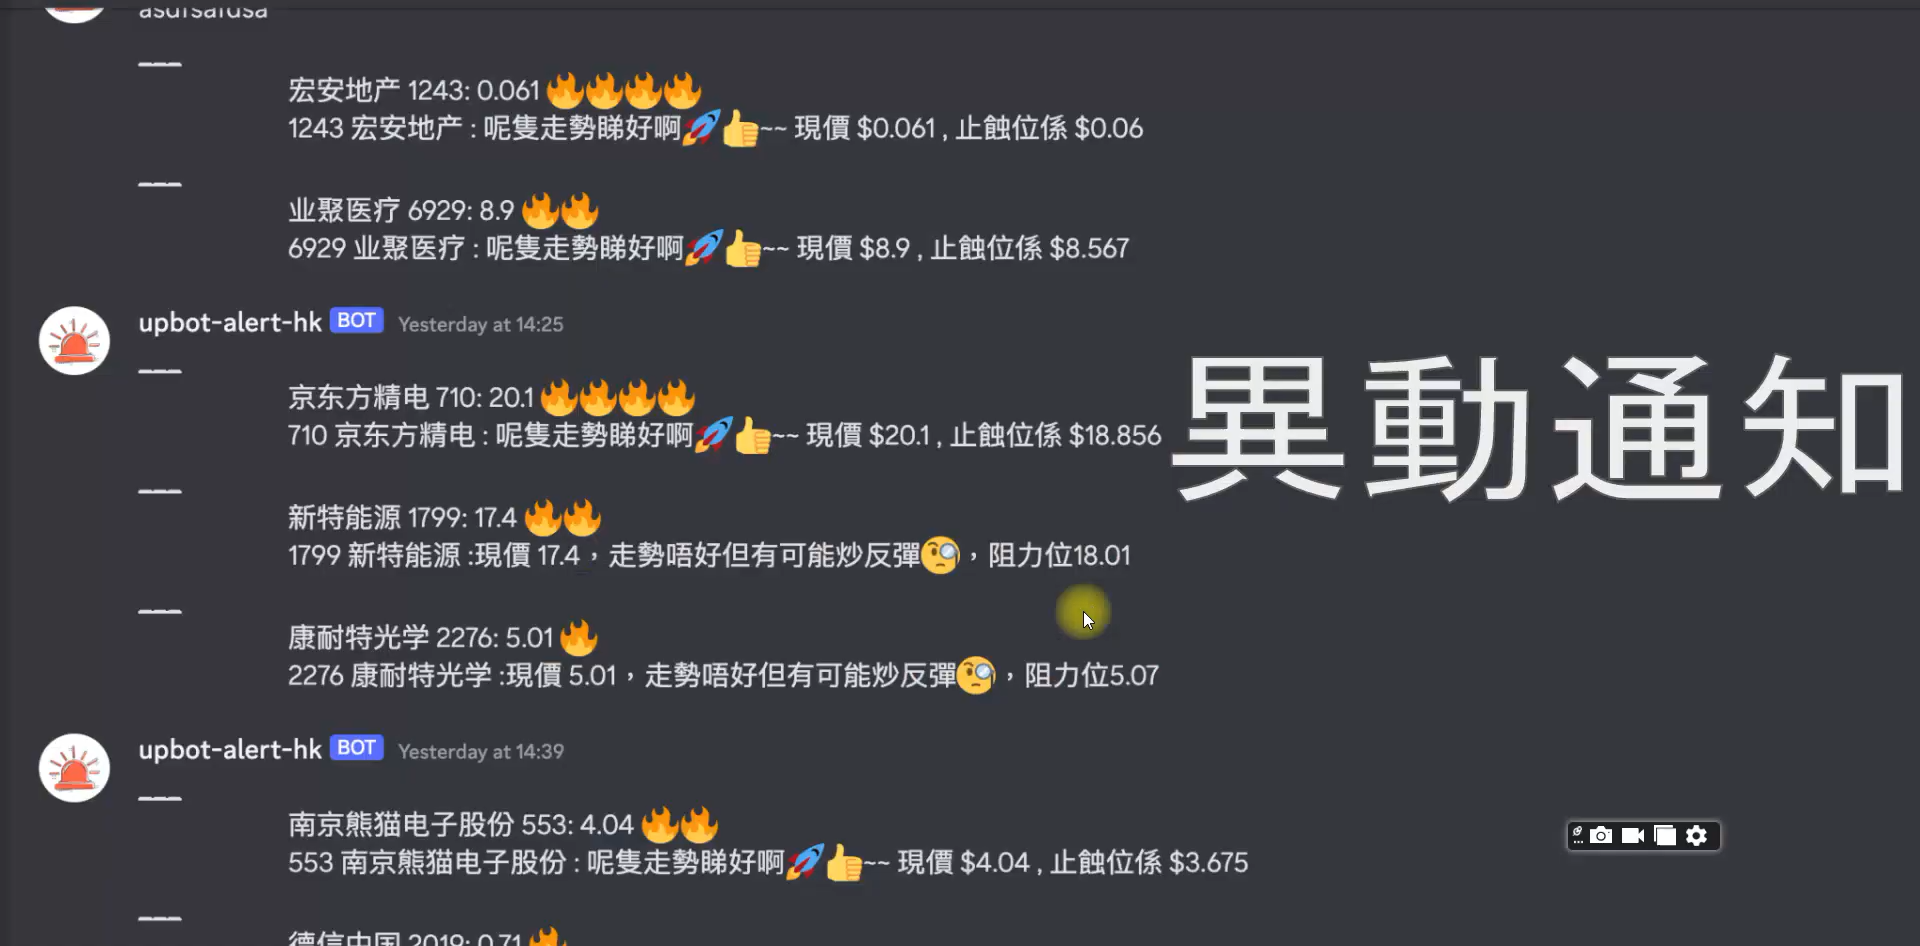 asdfsafdsa
---
宏安地产 1243: 0.061 🔥🔥🔥🔥
1243 宏安地产 : 呢隻走勢睇好啊🚀👍~~ 現價 $0.061 , 止蝕位係 $0.06
---
业聚医疗 6929: 8.9 🔥🔥
6929 业聚医疗 : 呢隻走勢睇好啊🚀👍~~ 現價 $8.9 , 止蝕位係 $8.567
upbot-alert-hk BOT Yesterday at 14:25
---
京东方精电 710: 20.1 🔥🔥🔥🔥
710 京东方精电 : 呢隻走勢睇好啊🚀👍~~ 現價 $20.1 , 止蝕位係 $18.856
異動通知
---
新特能源 1799: 17.4 🔥🔥
1799 新特能源 :現價 17.4，走勢唔好但有可能炒反彈🧐，阻力位18.01
---
康耐特光学 2276: 5.01 🔥
2276 康耐特光学 :現價 5.01，走勢唔好但有可能炒反彈🧐，阻力位5.07
upbot-alert-hk BOT Yesterday at 14:39
---
南京熊猫电子股份 553: 4.04 🔥🔥
553 南京熊猫电子股份 : 呢隻走勢睇好啊🚀👍~~ 現價 $4.04 , 止蝕位係 $3.675
---
德信中国 2019: 0.71 🔥